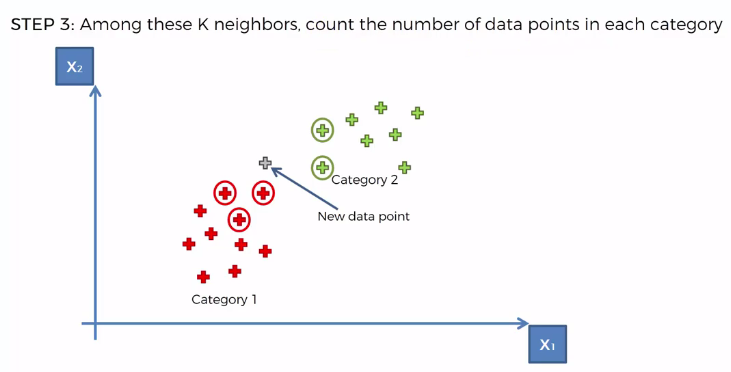 STEP 3: Among these K neighbors, count the number of data points in each category
X2
Category 2
New data point
Category 1
X1